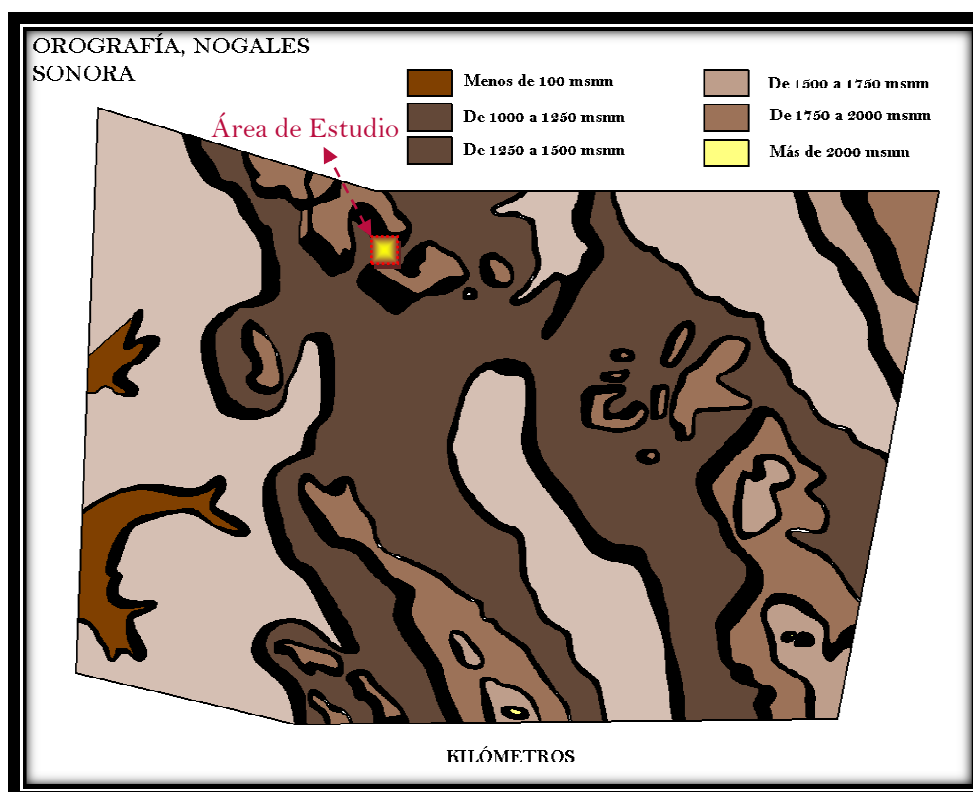 OROGRAFÍA, NOGALES
SONORA
Menos de 100 msnm
De 1000 a 1250 msnm
De 1250 a 1500 msnm
De 1500 a 1750 msnm
De 1750 a 2000 msnm
Más de 2000 msnm
Área de Estudio
KILÓMETROS